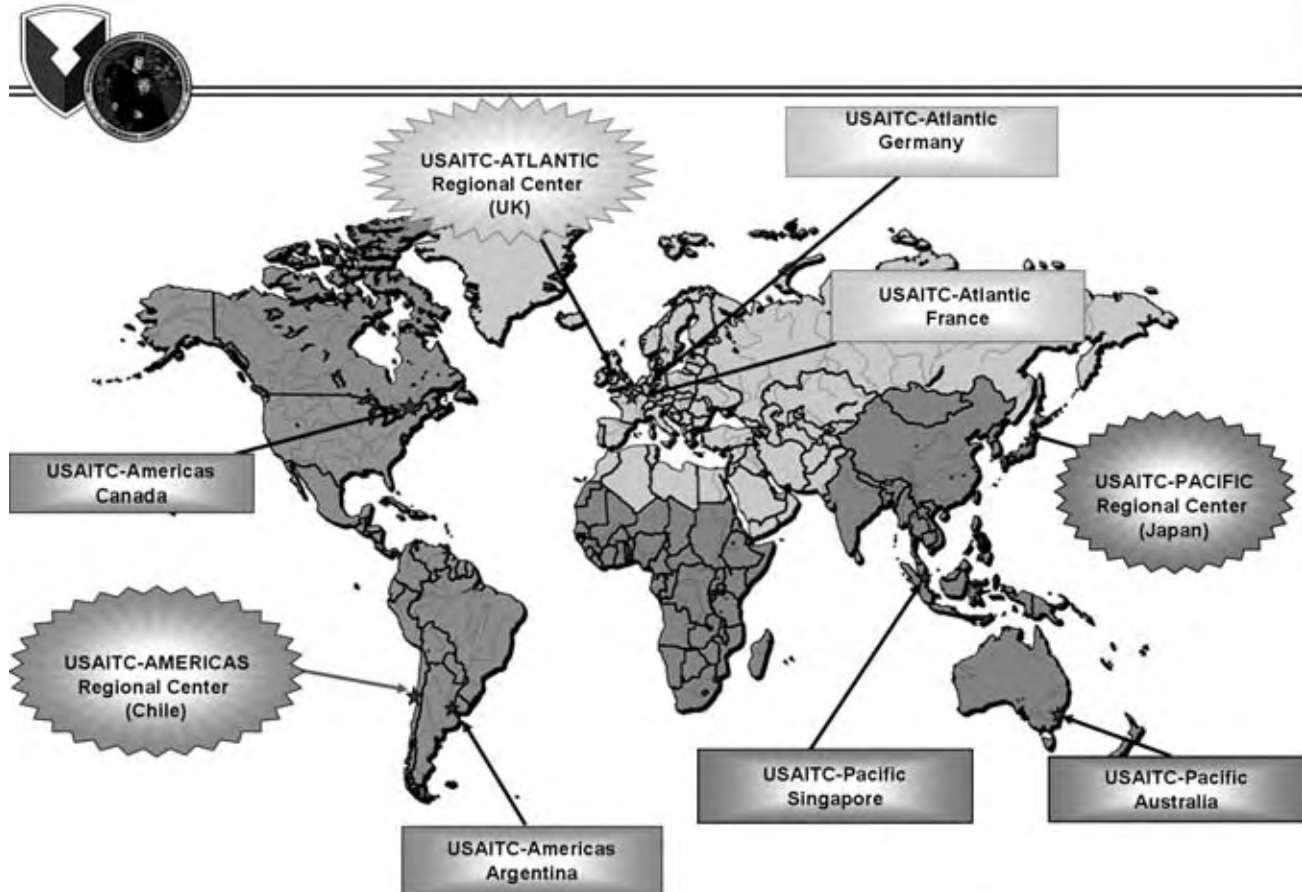 USAITC-ATLANTIC
Regional Center
(UK)
USAITC-Atlantic
Germany
USAITC-Atlantic
France
USAITC-Americas
Canada
USAITC-PACIFIC
Regional Center
(Japan)
USAITC-AMERICAS
Regional Center
(Chile)
USAITC-Pacific
Singapore
USAITC-Pacific
Australia
USAITC-Americas
Argentina